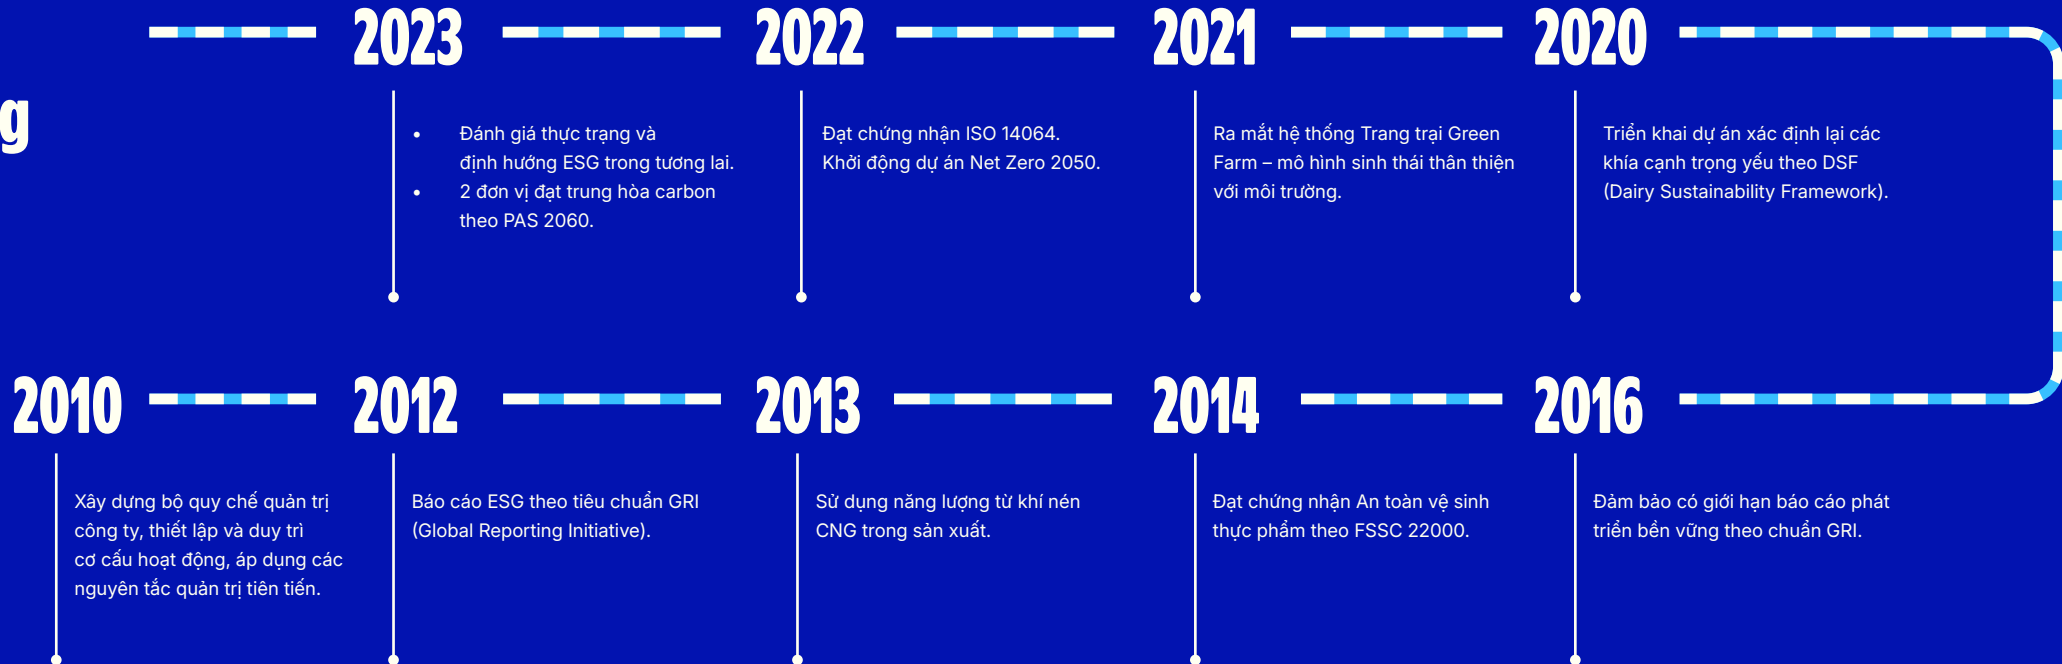 g
2023
Đánh giá thực trạng và
định hướng ESG trong tương lai.
2 đơn vị đạt trung hòa carbon
theo PAS 2060.
2022
Đạt chứng nhận ISO 14064.
Khởi động dự án Net Zero 2050.
2021
Ra mắt hệ thống Trang trại Green
Farm – mô hình sinh thái thân thiện
với môi trường.
2020
Triển khai dự án xác định lại các
khía cạnh trọng yếu theo DSF
(Dairy Sustainability Framework).
2010
Xây dựng bộ quy chế quản trị
công ty, thiết lập và duy trì
cơ cấu hoạt động, áp dụng các
nguyên tắc quản trị tiên tiến.
2012
Báo cáo ESG theo tiêu chuẩn GRI
(Global Reporting Initiative).
2013
Sử dụng năng lượng từ khí nén
CNG trong sản xuất.
2014
Đạt chứng nhận An toàn vệ sinh
thực phẩm theo FSSC 22000.
2016
Đảm bảo có giới hạn báo cáo phát
triển bền vững theo chuẩn GRI.